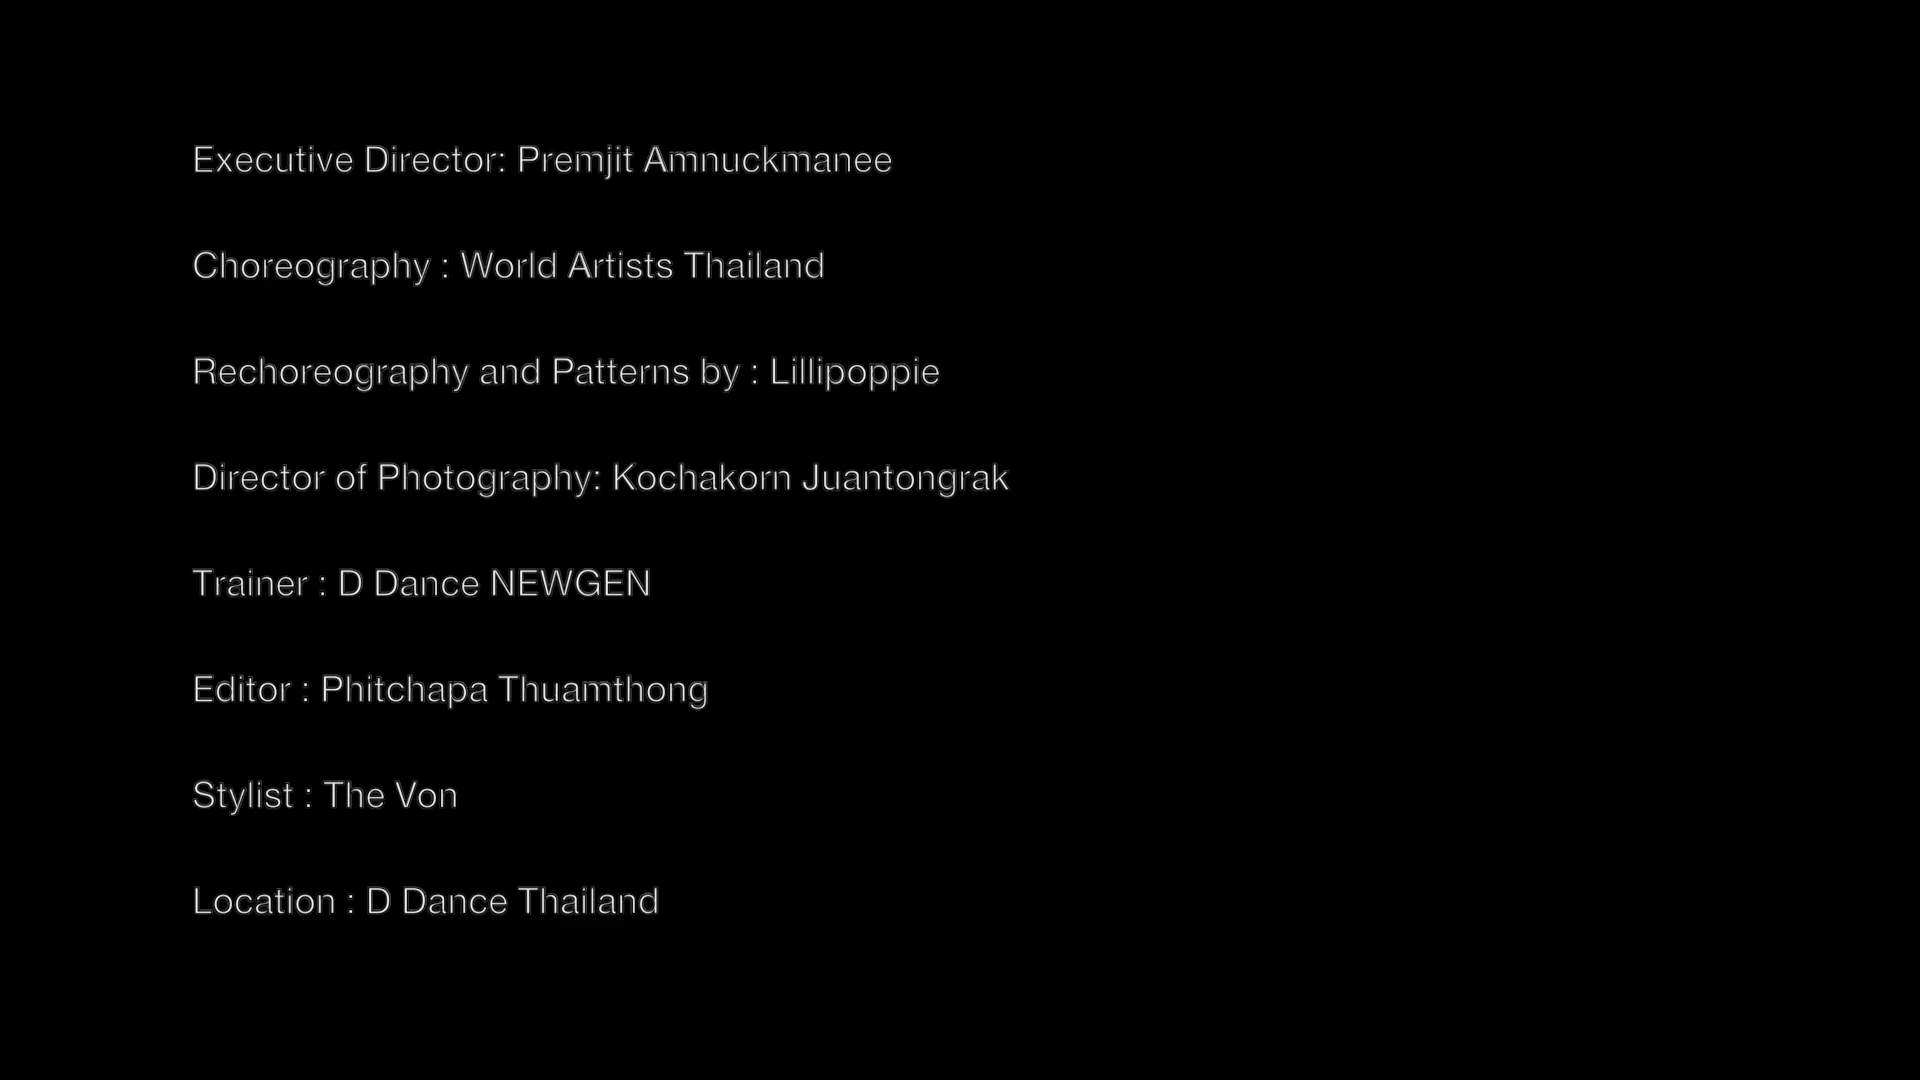 Executive Director: Premjit Amnuckmanee
Choreography : World Artists Thailand
Rechoreography and Patterns by : Lillipoppie
Director of Photography: Kochakorn Juantongrak
Trainer : D Dance NEWGEN
Editor : Phitchapa Thuamthong
Stylist : The Von
Location : D Dance Thailand